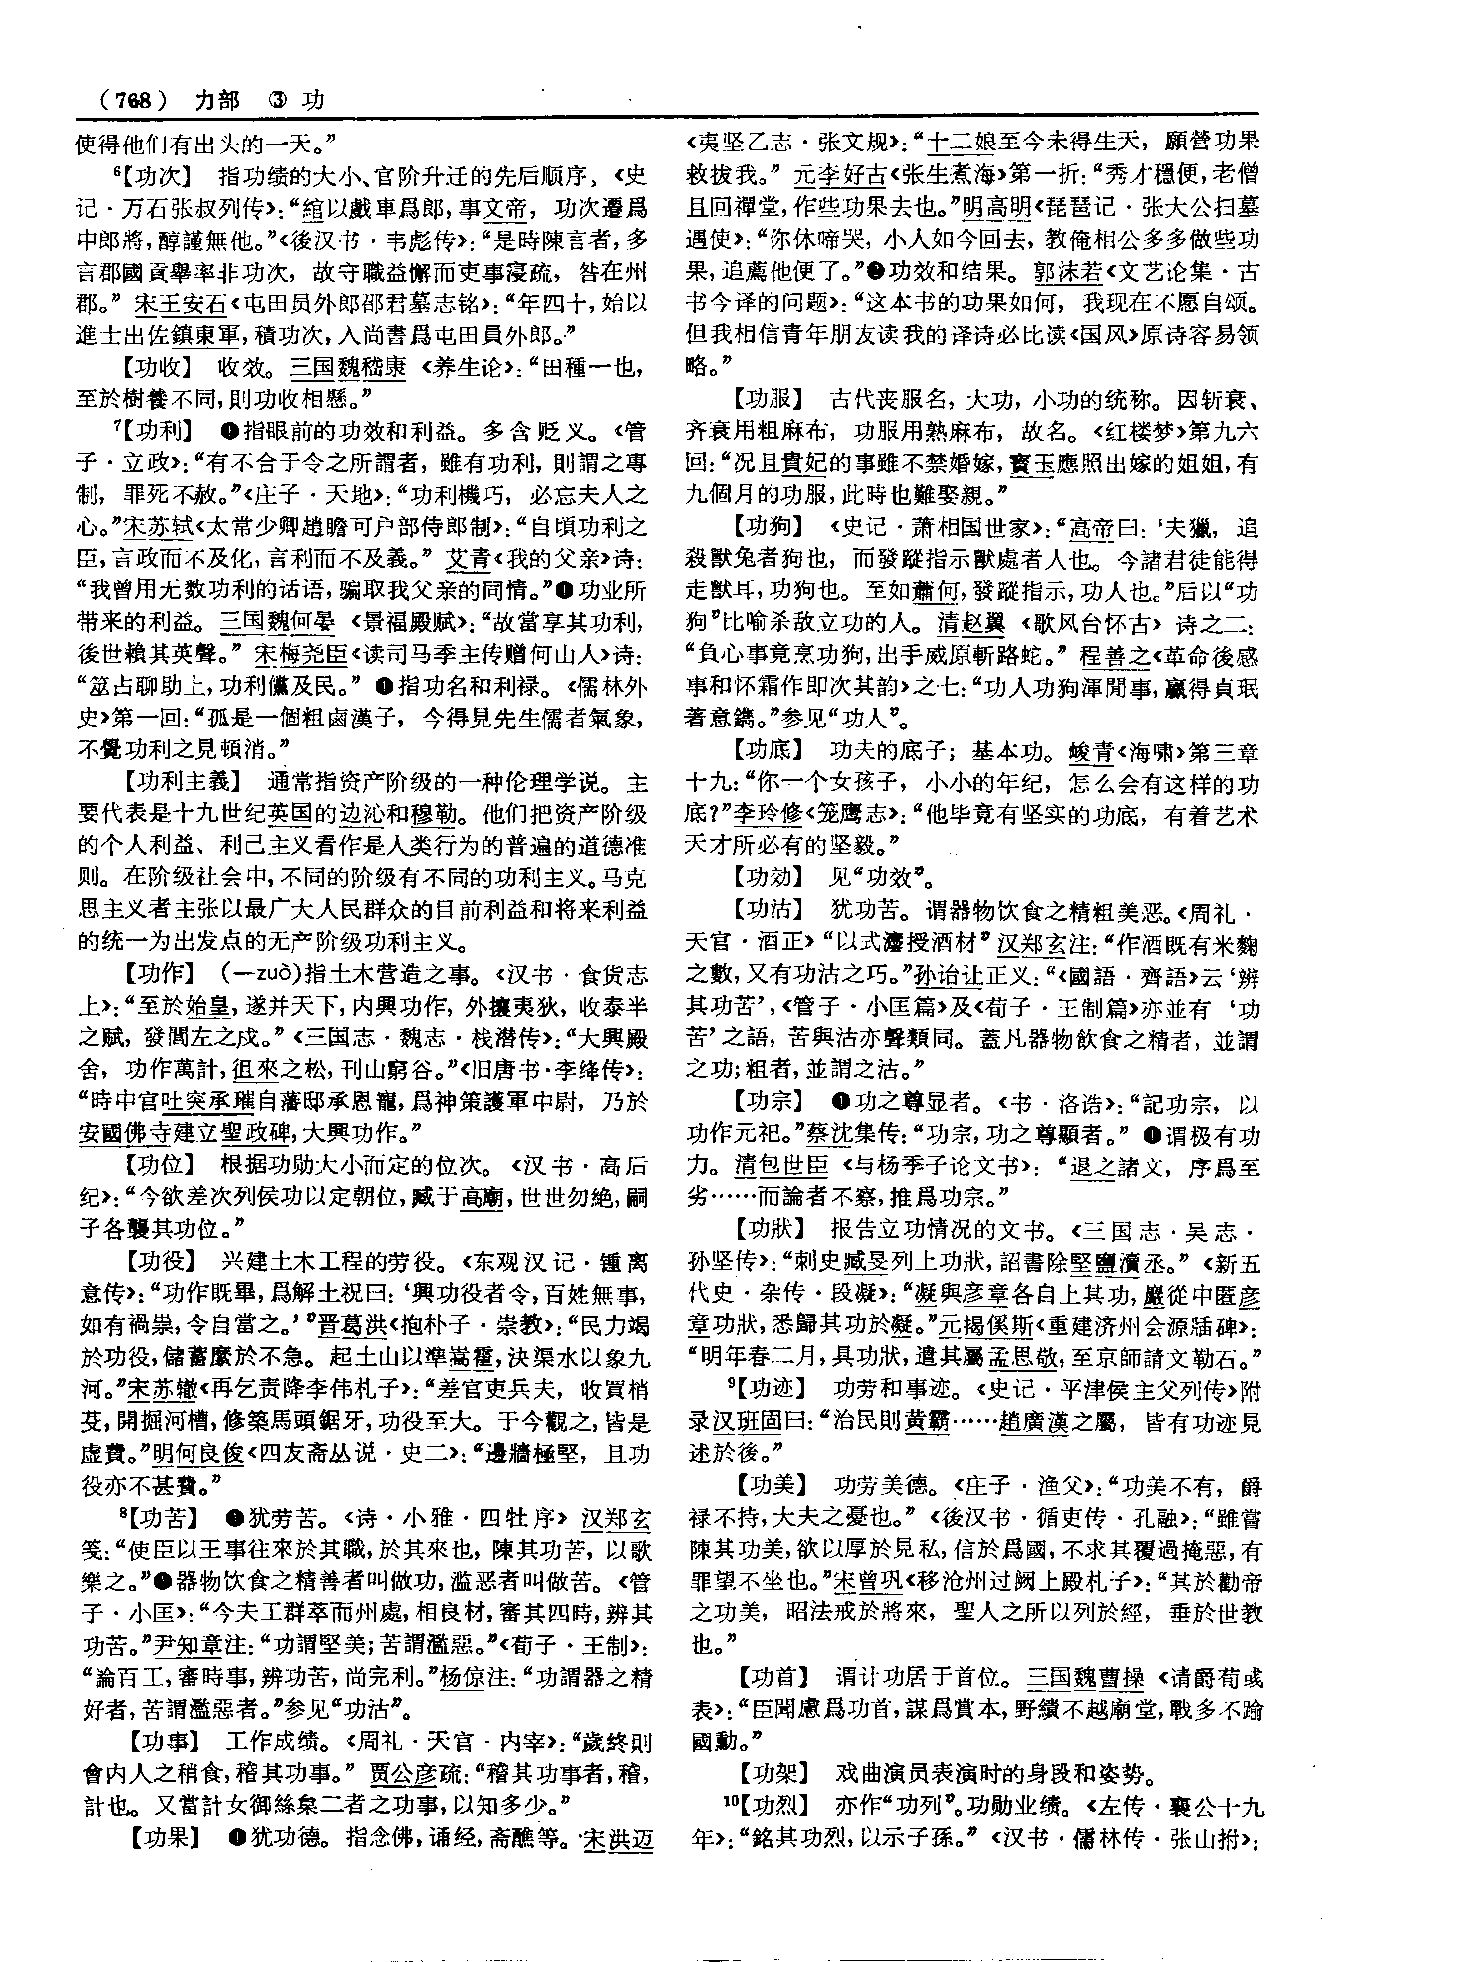 （768） 力部 ③ 功
使得他们有出头的一天。”
6【功次】 指功绩的大小、官阶升迁的先后顺序。《史
记·万石张叔列传》：“綰以戲車爲郎，事文帝，功次遷爲
中郎將，醇謹無他。”《後汉书·韦彪传》：“是時陳言者，多
言郡國貢舉率非功次，故守職益懈而吏事寖疏，咎在州
郡。” 宋王安石《屯田员外郎邵君墓志铭》：“年四十，始以
進士出佐鎮東軍，積功次，入尚書爲屯田員外郎。”
【功收】 收效。三国魏嵇康《养生论》：“田種一也，
至於樹養不同，則功收相懸。”
7【功利】 ❶指眼前的功效和利益。多含贬义。《管
子·立政》：“有不合于令之所謂者，雖有功利，則謂之專
制，罪死不赦。”《庄子·天地》：“功利機巧，必忘夫人之
心。”宋苏轼《太常少卿趙瞻可户部侍郎制》：“自頃功利之
臣，言政而不及化，言利而不及義。” 艾青《我的父亲》诗：
“我曾用无数功利的话语，骗取我父亲的同情。”❶功业所
带来的利益。三国魏何晏《景福殿赋》：“故當享其功利，
後世賴其英聲。” 宋梅尧臣《读司马季主传赠何山人》诗：
“筮占聊助上，功利儻及民。” ❶指功名和利禄。《儒林外
史》第一回：“孤是一個粗鹵漢子，今得見先生儒者氣象，
不覺功利之見頓消。”
【功利主義】 通常指资产阶级的一种伦理学说。主
要代表是十九世纪英国的边沁和穆勒。他们把资产阶级
的个人利益、利己主义看作是人类行为的普遍的道德准
则。在阶级社会中，不同的阶级有不同的功利主义。马克
思主义者主张以最广大人民群众的目前利益和将来利益
的统一为出发点的无产阶级功利主义。
【功作】 （一zuò）指土木营造之事。《汉书·食货志
上》：“至於始皇，遂并天下，内興功作，外攘夷狄，收泰半
之赋，發閭左之戍。”《三国志·魏志·栈潜传》：“大興殿
舍，功作萬計，徂來之松，刊山窮谷。”《旧唐书·李绛传》：
“時中官吐突承璀自藩邸承恩寵，爲神策護軍中尉，乃於
安國佛寺建立聖政碑，大興功作。”
【功位】 根据功勋大小而定的位次。《汉书·高后
纪》：“今欲差次列侯功以定朝位，臧于高廟，世世勿絶，嗣
子各襲其功位。”
【功役】 兴建土木工程的劳役。《东观汉记·锺离
意传》：“功作既畢，爲解土祝曰：‘興功役者令，百姓無事，
如有禍祟，令自當之。’”晋葛洪《抱朴子·崇教》：“民力竭
於功役，儲蓄縻於不急。起土山以準嵩霍，決渠水以象九
河。”宋苏辙《再乞责降李伟札子》：“差官吏兵夫，收買梢
芟，開掘河槽，修築馬頭鋸牙，功役至大。于今觀之，皆是
虚費。”明何良俊《四友斋丛说·史二》：“邊牆極堅，且功
役亦不甚費。”
8【功苦】 ❶犹劳苦。《诗·小雅·四牡序》汉郑玄
笺：“使臣以王事往來於其職，於其來也，陳其功苦，以歌
樂之。”❶器物饮食之精善者叫做功，滥恶者叫做苦。《管
子·小匡》：“今夫工群萃而州處，相良材，審其四時，辨其
功苦。”尹知章注：“功謂堅美；苦謂濫惡。”《荀子·王制》：
“論百工，審時事，辨功苦，尚完利。”杨倞注：“功謂器之精
好者，苦謂濫惡者。”参见“功沽”。
【功事】 工作成绩。《周礼·天官·内宰》：“歲终則
會内人之稍食，稽其功事。” 贾公彦疏：“稽其功事者，稽，
計也。又當計女御絲枲二者之功事，以知多少。”
【功果】 ❶犹功德。指念佛，诵经，斋醮等。宋洪迈
《夷坚乙志·张文规》：“十二娘至今未得生天，願營功果
救拔我。” 元李好古《张生煮海》第一折：“秀才穩便，老僧
且回禪堂，作些功果去也。”明高明《琵琶记·张大公扫墓
遇使》：“你休啼哭，小人如今回去，教俺相公多多做些功
果，追薦他便了。”❷功效和结果。郭沫若《文艺论集·古
书今译的问题》：“这本书的功果如何，我现在不愿自颂。
但我相信青年朋友读我的译诗必比读《国风》原诗容易领
略。”
【功服】 古代丧服名，大功，小功的统称。因斩衰、
齐衰用粗麻布，功服用熟麻布，故名。《红楼梦》第九六
回：“况且貴妃的事雖不禁婚嫁，寶玉應照出嫁的姐姐，有
九個月的功服，此時也難娶親。”
【功狗】 《史记·萧相国世家》：“高帝曰：‘夫獵，追
殺獸兔者狗也，而發蹤指示獸處者人也。今諸君徒能得
走獸耳，功狗也。至如蕭何，發蹤指示，功人也。”后以“功
狗”比喻杀敌立功的人。清赵翼《歌风台怀古》诗之二：
“負心事竟烹功狗，出手威原斬路蛇。” 程善之《革命後感
事和怀霜作即次其韵》之七：“功人功狗渾閒事，贏得貞珉
著意鐫。”参见“功人”。
【功底】 功夫的底子；基本功。峻青《海啸》第三章
十九：“你一个女孩子，小小的年纪，怎么会有这样的功
底？”李玲修《笼鹰志》：“他毕竟有坚实的功底，有着艺术
天才所必有的坚毅。”
【功効】 见“功效”。
【功沽】 犹功苦。谓器物饮食之精粗美恶。《周礼·
天官·酒正》“以式灋授酒材” 汉郑玄注：“作酒既有米麴
之數，又有功沽之巧。”孙诒让正义：“《國語·齊語》云‘辨
其功苦’，《管子·小匡篇》及《荀子·王制篇》亦並有‘功
苦’之語，苦與沽亦聲類同。蓋凡器物飲食之精者，並謂
之功；粗者，並謂之沽。”
【功宗】 ❶功之尊显者。《书·洛诰》：“記功宗，以
功作元祀。”蔡沈集传：“功宗，功之尊顯者。” ❶谓极有功
力。清包世臣《与杨季子论文书》：“退之諸文，序爲至
劣……而論者不察，推爲功宗。”
【功狀】 报告立功情况的文书。《三国志·吴志·
孙坚传》：“刺史臧旻列上功狀，詔書除堅鹽瀆丞。”《新五
代史·杂传·段凝》：“凝與彦章各自上其功，巖從中匿彦
章功狀，悉歸其功於凝。”元揭傒斯《重建济州会源牐碑》：
“明年春二月，具功狀，遣其屬孟思敬，至京師請文勒石。”
9【功迹】 功劳和事迹。《史记·平津侯主父列传》附
录汉班固曰：“治民則黄霸……趙廣漢之屬，皆有功迹見
述於後。”
【功美】 功劳美德。《庄子·渔父》：“功美不有，爵
禄不持，大夫之憂也。”《後汉书·循吏传·孔融》：“雖嘗
陳其功美，欲以厚於見私，信於爲國，不求其覆過掩惡，有
罪望不坐也。”宋曾巩《移沧州过阙上殿札子》：“其於勸帝
之功美，昭法戒於將來，聖人之所以列於經，垂於世教
也。”
【功首】 谓计功居于首位。三国魏曹操《请爵荀彧
表》：“臣聞慮爲功首，謀爲賞本，野績不越廟堂，戰多不踰
國勳。”
【功架】 戏曲演员表演时的身段和姿势。
10【功烈】 亦作“功列”。功勋业绩。《左传·襄公十九
年》：“銘其功烈，以示子孫。”《汉书·儒林传·张山拊》：